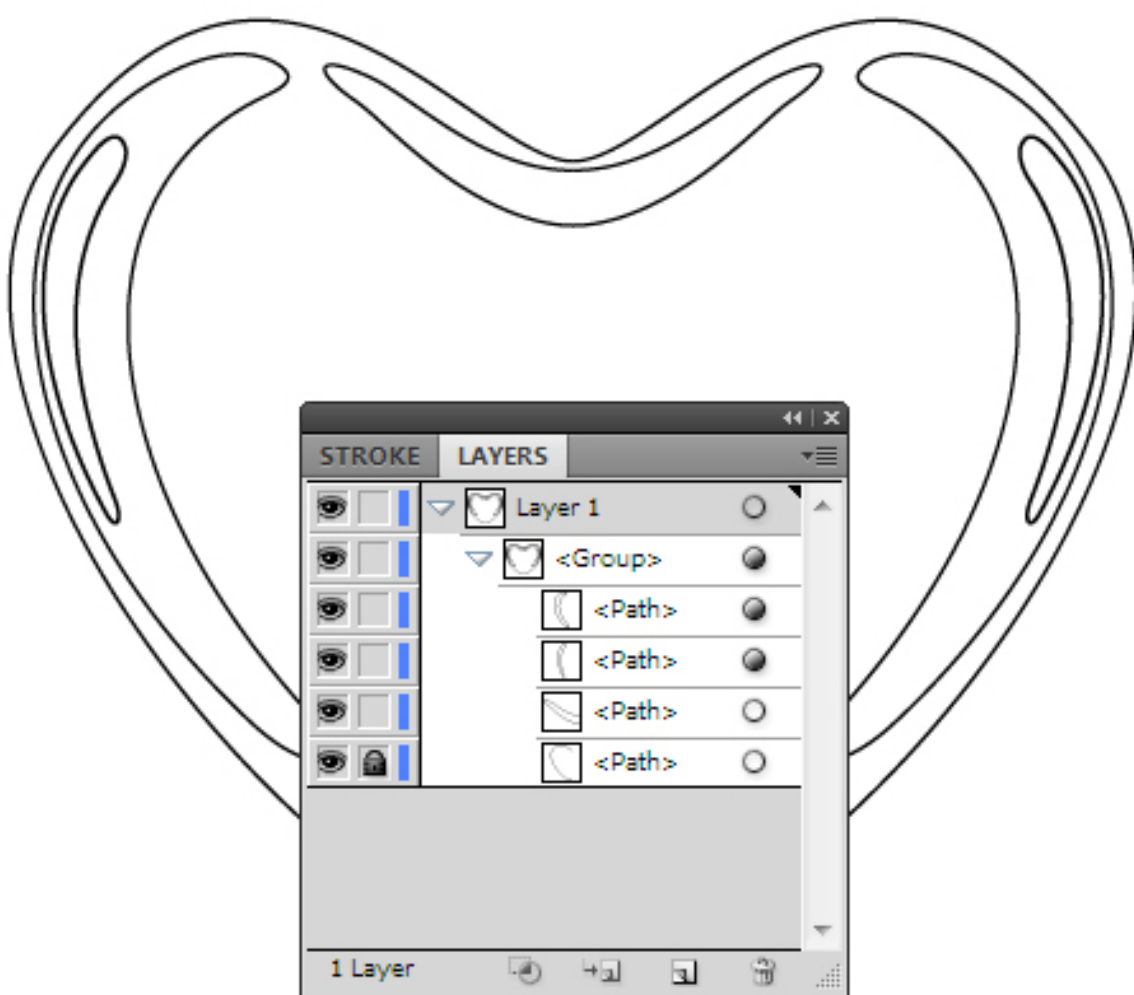 STROKE LAYERS
Layer 1
<Group>
<Path>
<Path>
<Path>
<Path>
1 Layer